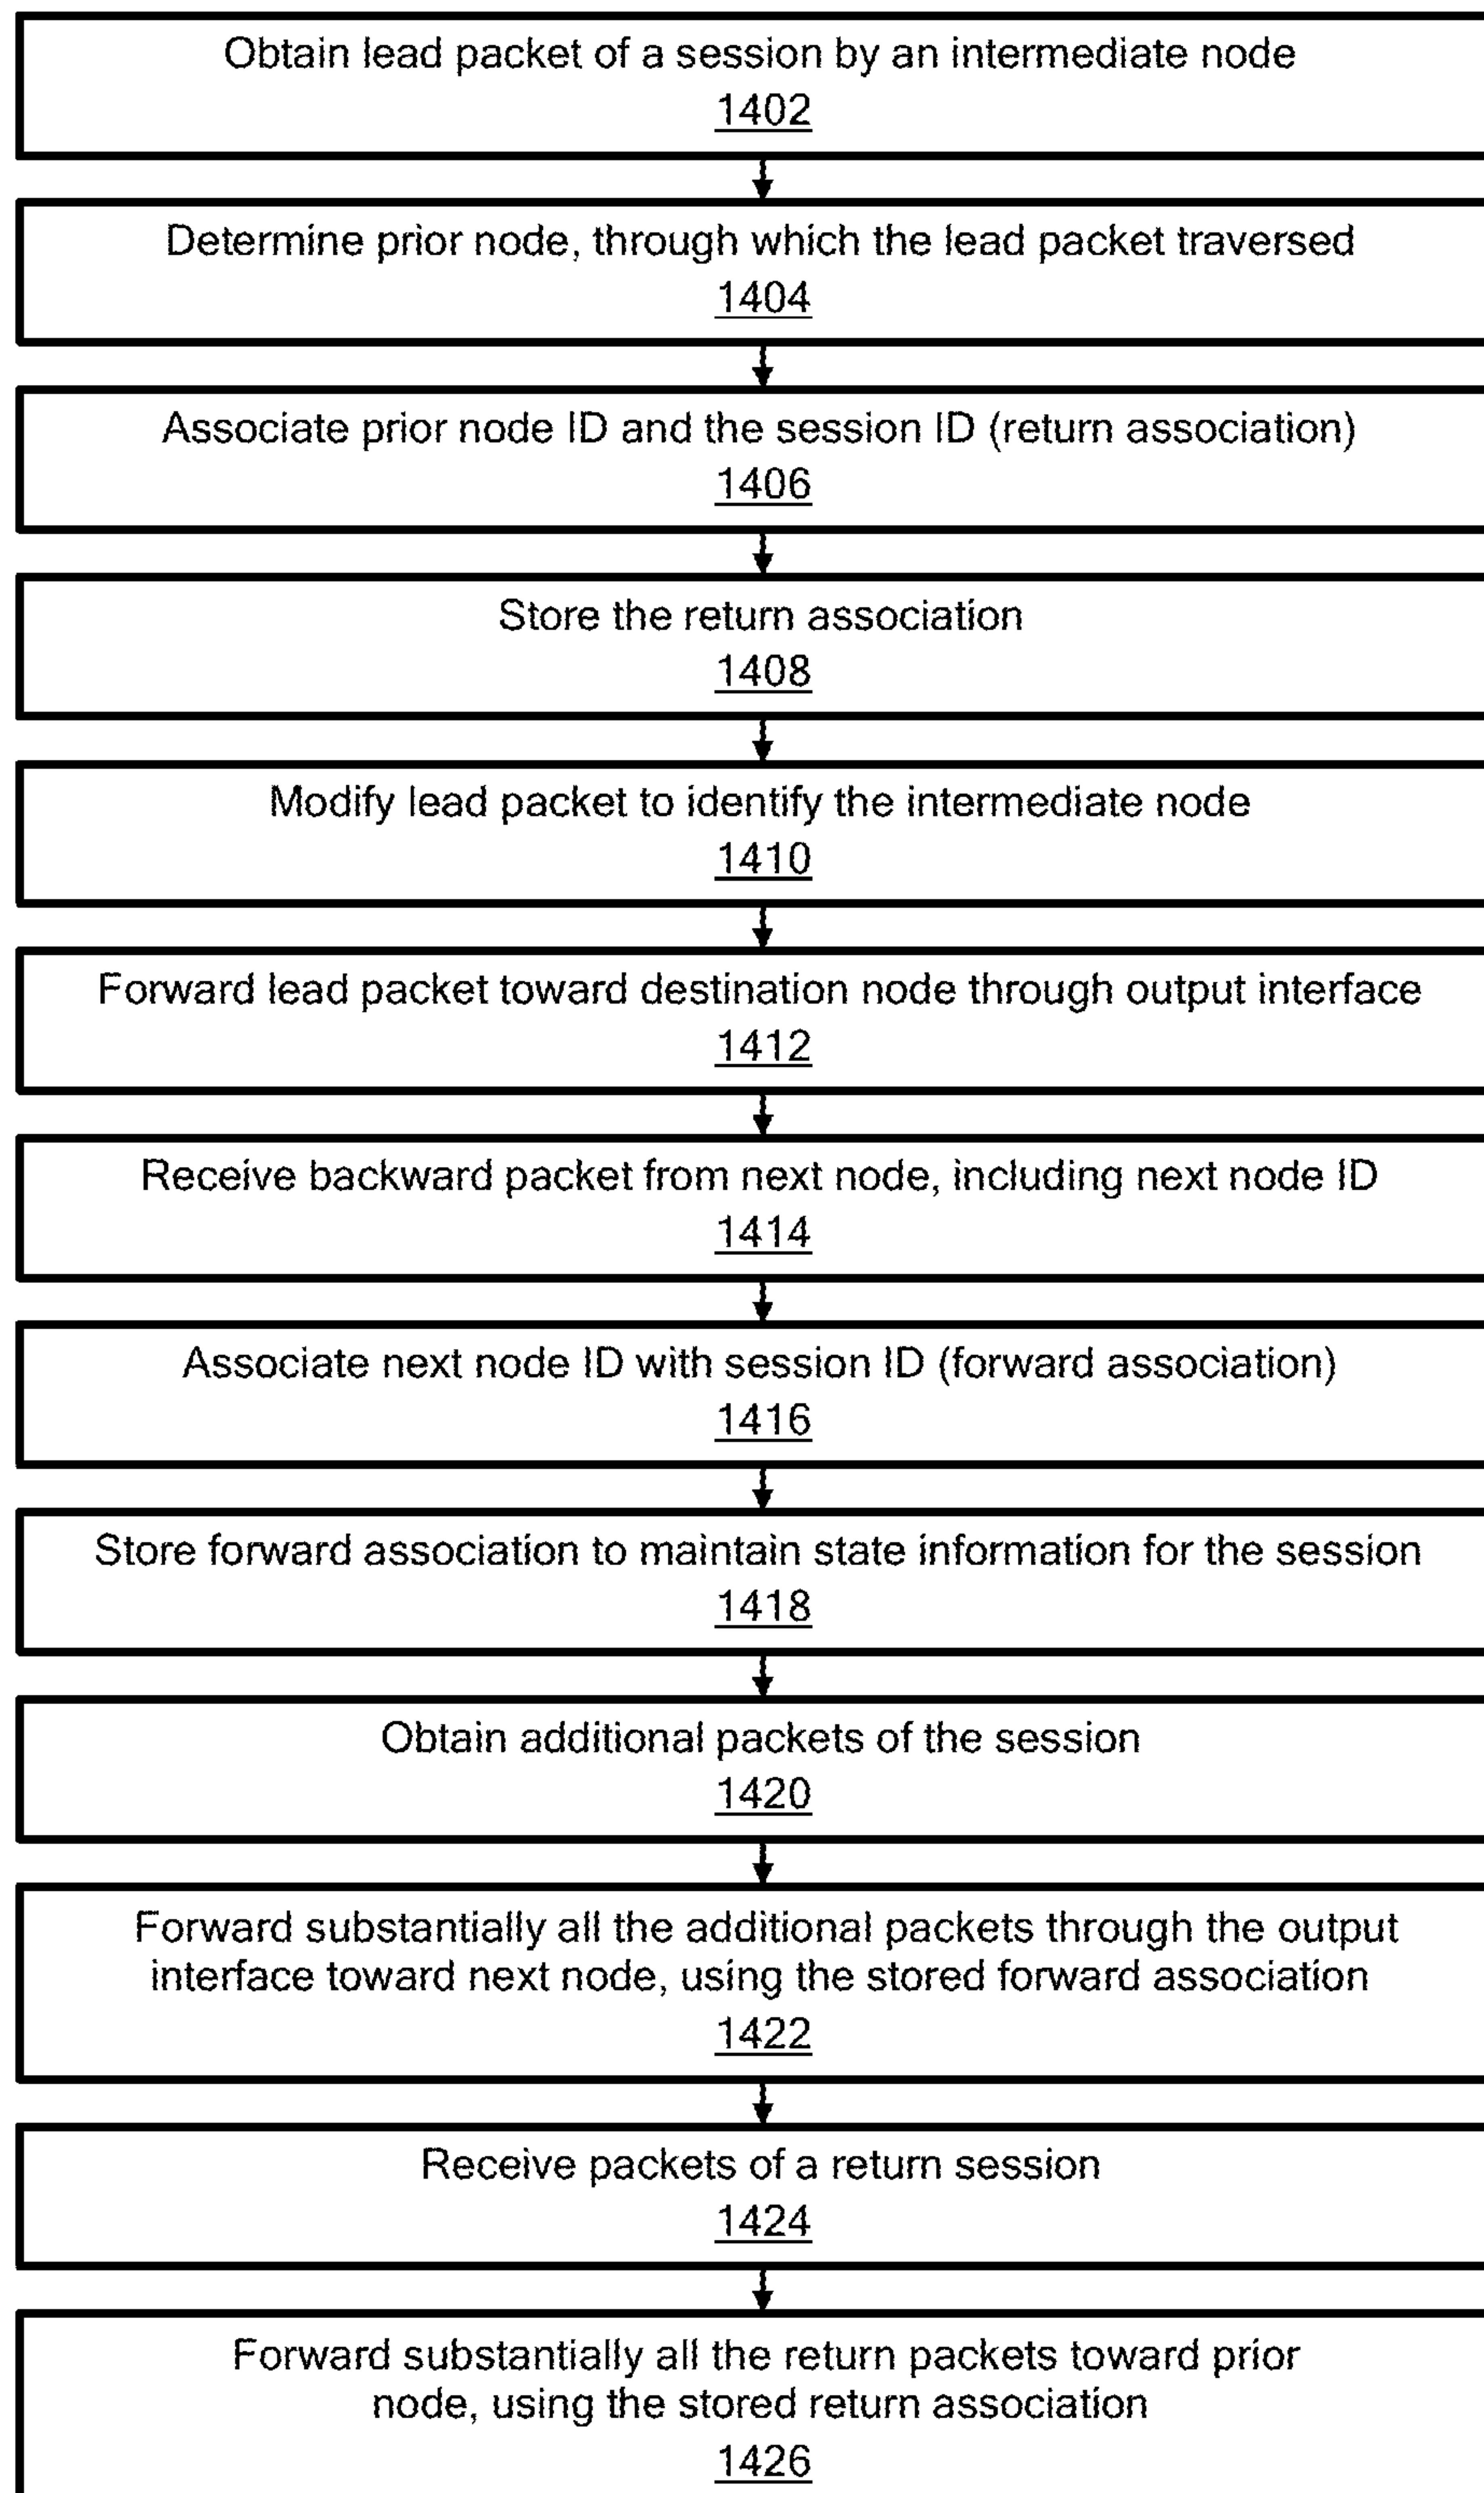 Obtain lead packet of a session by an intermediate node
1402
Determine prior node, through which the lead packet traversed
1404
Associate prior node ID and the session ID (return association)
1406
Store the return association
1408
Modify lead packet to identify the intermediate node
1410
Forward lead packet toward destination node through output interface
1412
Receive backward packet from next node, including next node ID
1414
Associate next node ID with session ID (forward association)
1416
Store forward association to maintain state information for the session
1418
Obtain additional packets of the session
1420
Forward substantially all the additional packets through the output
interface toward next node, using the stored forward association
1422
Receive packets of a return session
1424
Forward substantially all the return packets toward prior
node, using the stored return association
1426